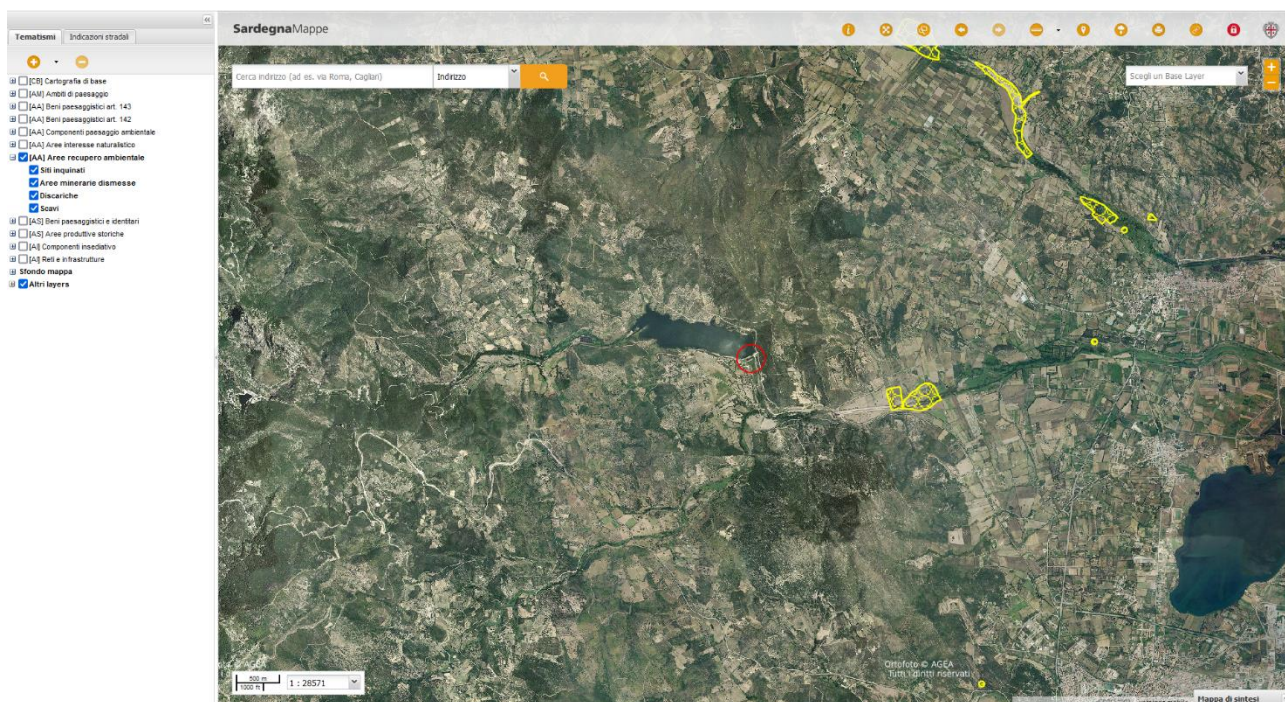 Tematismi
Indicazioni stradali
[CB] Cartografia di base
[AM] Ambiti di paesaggio
[AA] Beni paesaggistici art. 143
[AA] Beni paesaggistici art. 142
[AA] Componenti paesaggio ambientale
[AA] Aree interesse naturalistico
[AA] Aree recupero ambientale
Siti inquinati
Aree minerarie dismesse
Discariche
Scavi
[AS] Beni paesaggistici e identitari
[AS] Aree produttive storiche
[AI] Componenti insediativo
[AI] Reti e infrastrutture
Sfondo mappa
Altri layers
SardegnaMappe
Cerca indirizzo (ad es. via Roma, Cagliari)
Indirizzo
Scegli un Base Layer
AGEA
500 m
1000 ft
1 : 28571
Ortofoto © AGEA
Tutti i diritti riservati
Mappa di sintesi